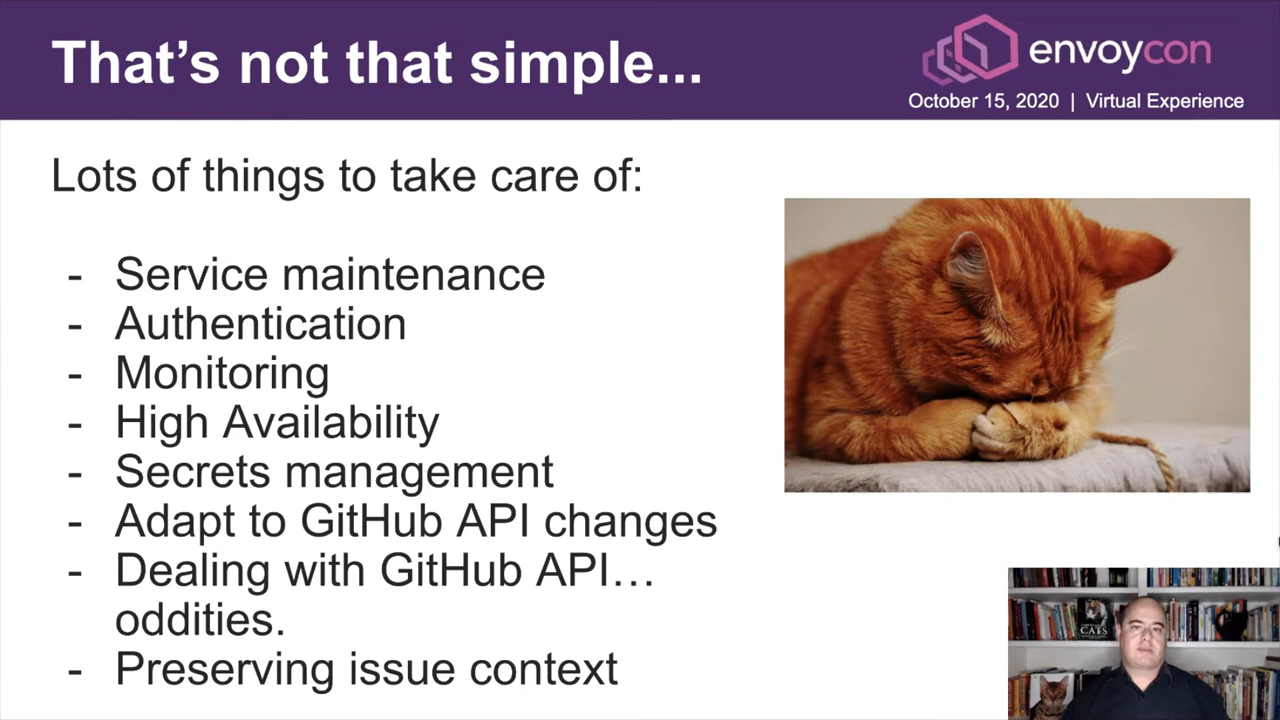 That's not that simple...
envoycon
October 15, 2020 | Virtual Experience
Lots of things to take care of:
- Service maintenance
- Authentication
- Monitoring
- High Availability
- Secrets management
- Adapt to GitHub API changes
- Dealing with GitHub API…
oddities.
- Preserving issue context
CATS